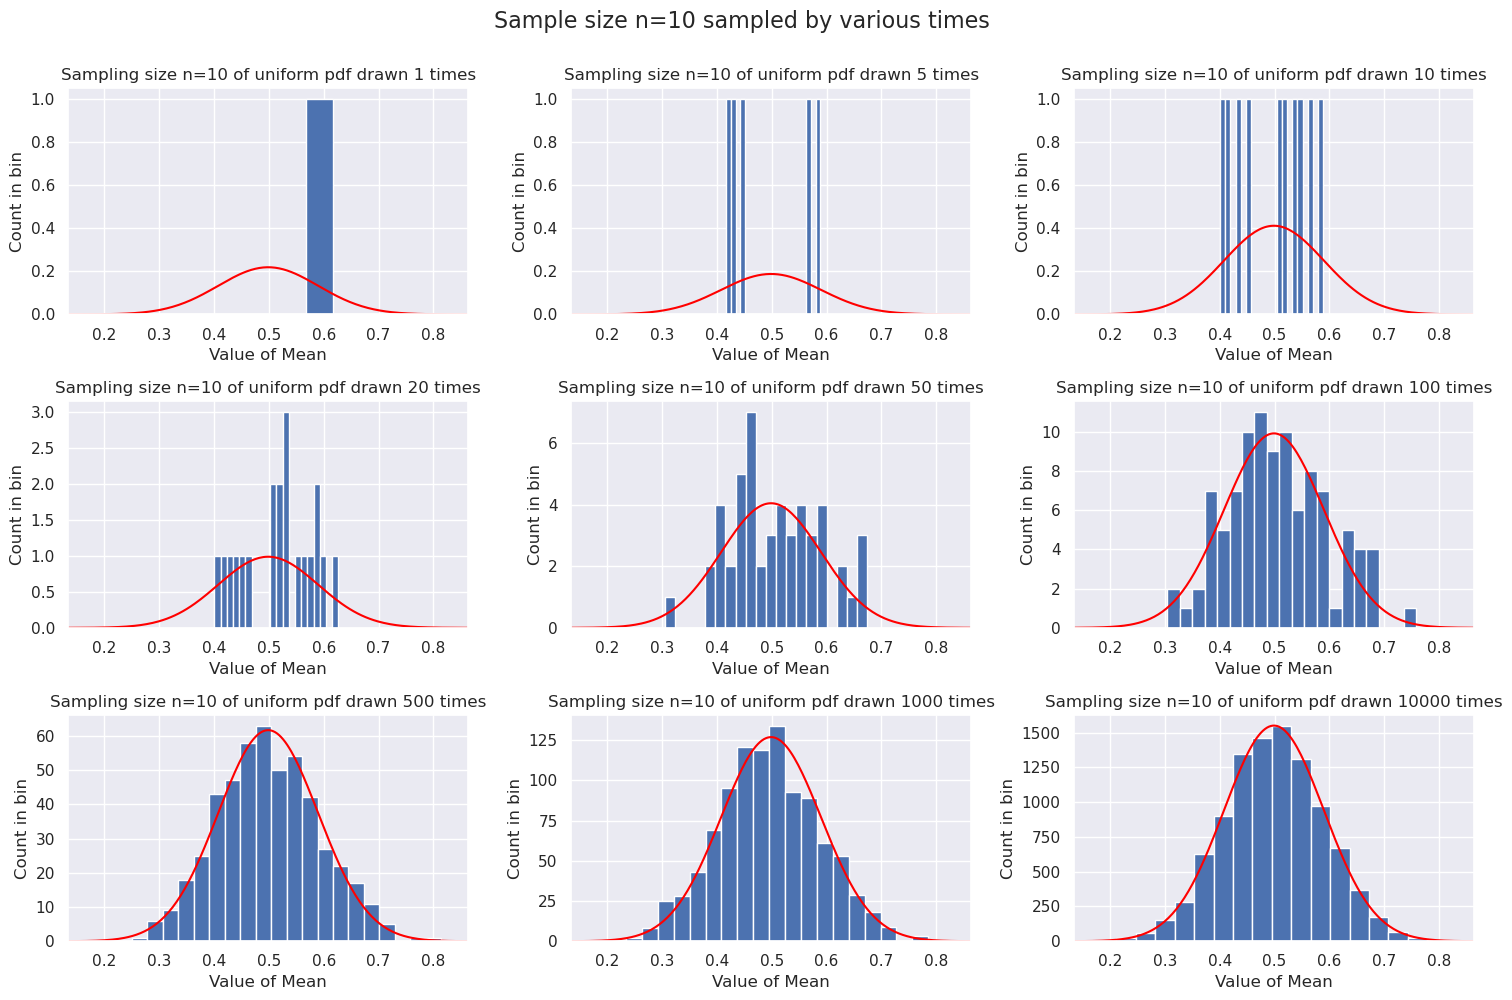 Sample size n=10 sampled by various times
Sampling size n=10 of uniform pdf drawn 1 times
Count in bin
1.0
0.8
0.6
0.4
0.2
0.0
0.2 0.3 0.4 0.5 0.6 0.7 0.8
Value of Mean
Sampling size n=10 of uniform pdf drawn 5 times
Count in bin
1.0
0.8
0.6
0.4
0.2
0.0
0.2 0.3 0.4 0.5 0.6 0.7 0.8
Value of Mean
Sampling size n=10 of uniform pdf drawn 10 times
Count in bin
1.0
0.8
0.6
0.4
0.2
0.0
0.2 0.3 0.4 0.5 0.6 0.7 0.8
Value of Mean
Sampling size n=10 of uniform pdf drawn 20 times
Count in bin
3.0
2.5
2.0
1.5
1.0
0.5
0.0
0.2 0.3 0.4 0.5 0.6 0.7 0.8
Value of Mean
Sampling size n=10 of uniform pdf drawn 50 times
Count in bin
6
4
2
0
0.2 0.3 0.4 0.5 0.6 0.7 0.8
Value of Mean
Sampling size n=10 of uniform pdf drawn 100 times
Count in bin
10
8
6
4
2
0
0.2 0.3 0.4 0.5 0.6 0.7 0.8
Value of Mean
Sampling size n=10 of uniform pdf drawn 500 times
Count in bin
60
50
40
30
20
10
0
0.2 0.3 0.4 0.5 0.6 0.7 0.8
Value of Mean
Sampling size n=10 of uniform pdf drawn 1000 times
Count in bin
125
100
75
50
25
0
0.2 0.3 0.4 0.5 0.6 0.7 0.8
Value of Mean
Sampling size n=10 of uniform pdf drawn 10000 times
Count in bin
1500
1250
1000
750
500
250
0
0.2 0.3 0.4 0.5 0.6 0.7 0.8
Value of Mean